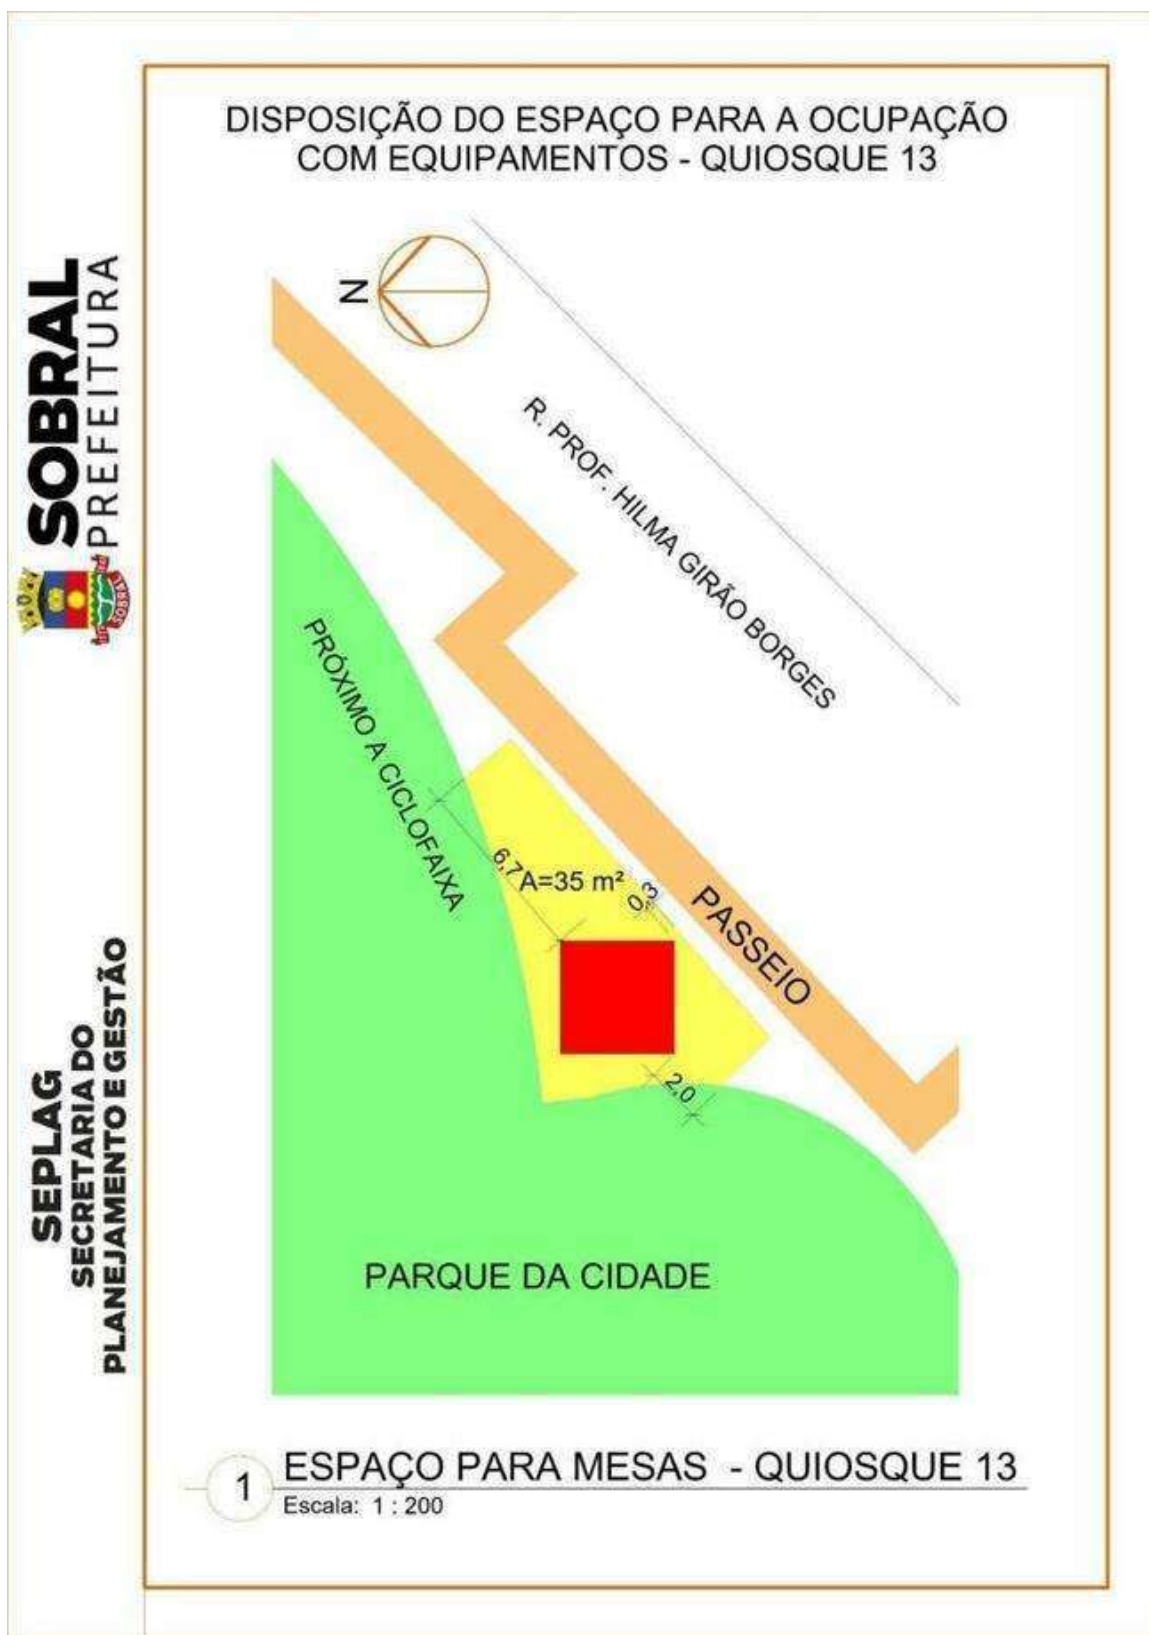 DISPOSIÇÃO DO ESPAÇO PARA A OCUPAÇÃO
COM EQUIPAMENTOS - QUIOSQUE 13
SOBRAL
PREFEITURA
SOBRAL
N
R. PROF. HILMA GIRÃO BORGES
PRÓXIMO A CICLOFAIXA
6,7
A=35 m²
0,3
PASSEIO
2,0
PARQUE DA CIDADE
SEPLAG
SECRETARIA DO
PLANEJAMENTO E GESTÃO
1
ESPAÇO PARA MESAS - QUIOSQUE 13
Escala: 1 : 200